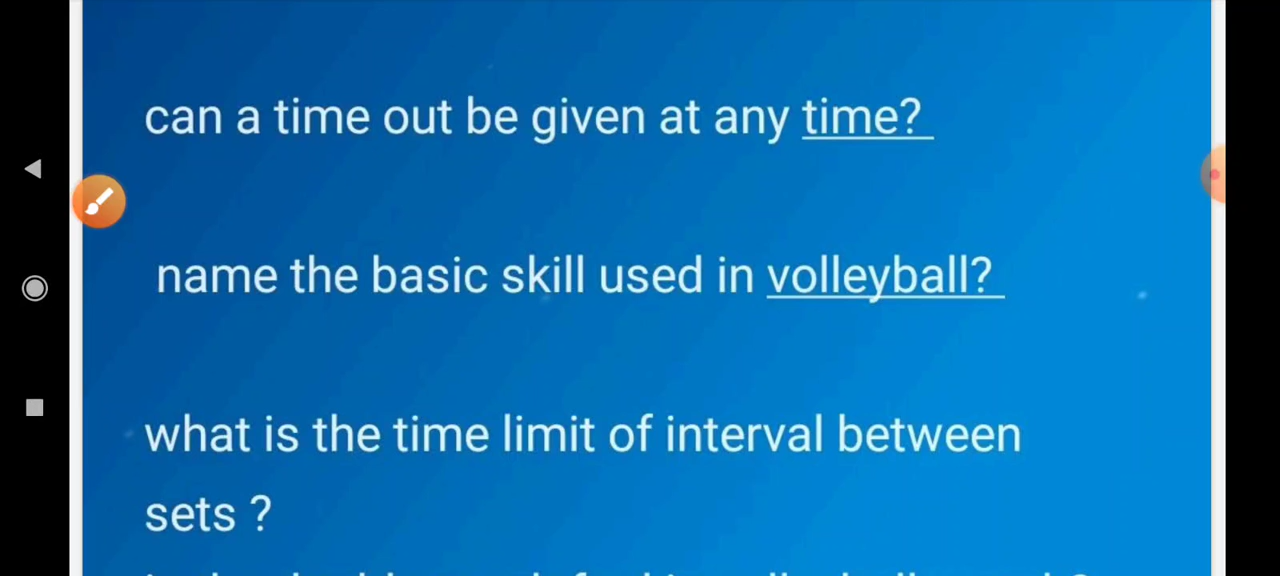 can a time out be given at any time?
name the basic skill used in volleyball?
what is the time limit of interval between
sets ?